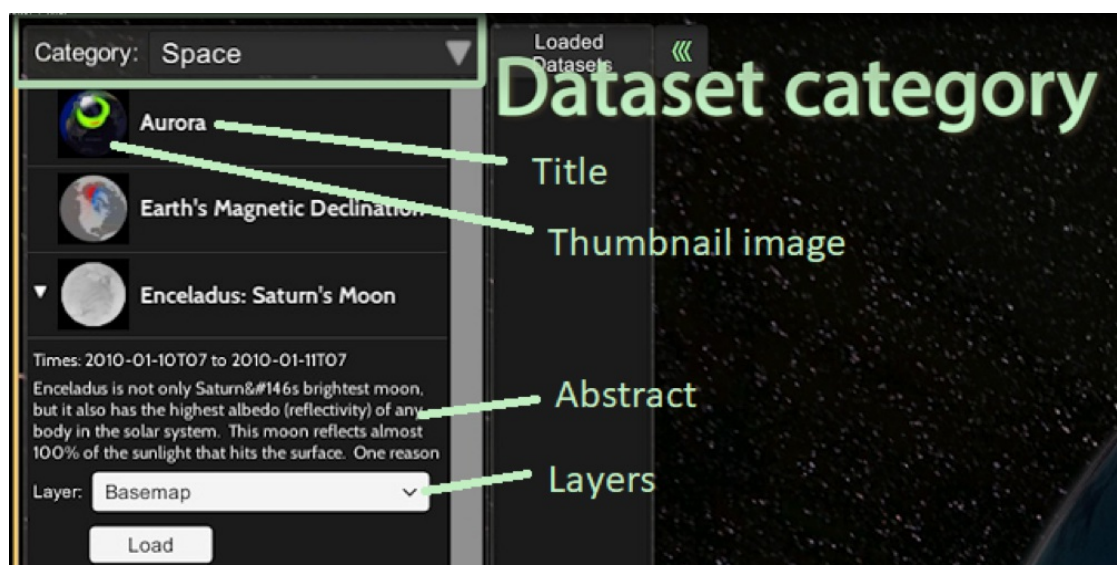 Category: Space
Loaded
Datasets
Dataset category
Aurora
Title
Earth's Magnetic Declination
Thumbnail image
Enceladus: Saturn's Moon
Times: 2010-01-10T07 to 2010-01-11T07
Enceladus is not only Saturn&#146s brightest moon,
but it also has the highest albedo (reflectivity) of any
body in the solar system. This moon reflects almost
100% of the sunlight that hits the surface. One reason
Abstract
Layer: Basemap
Layers
Load